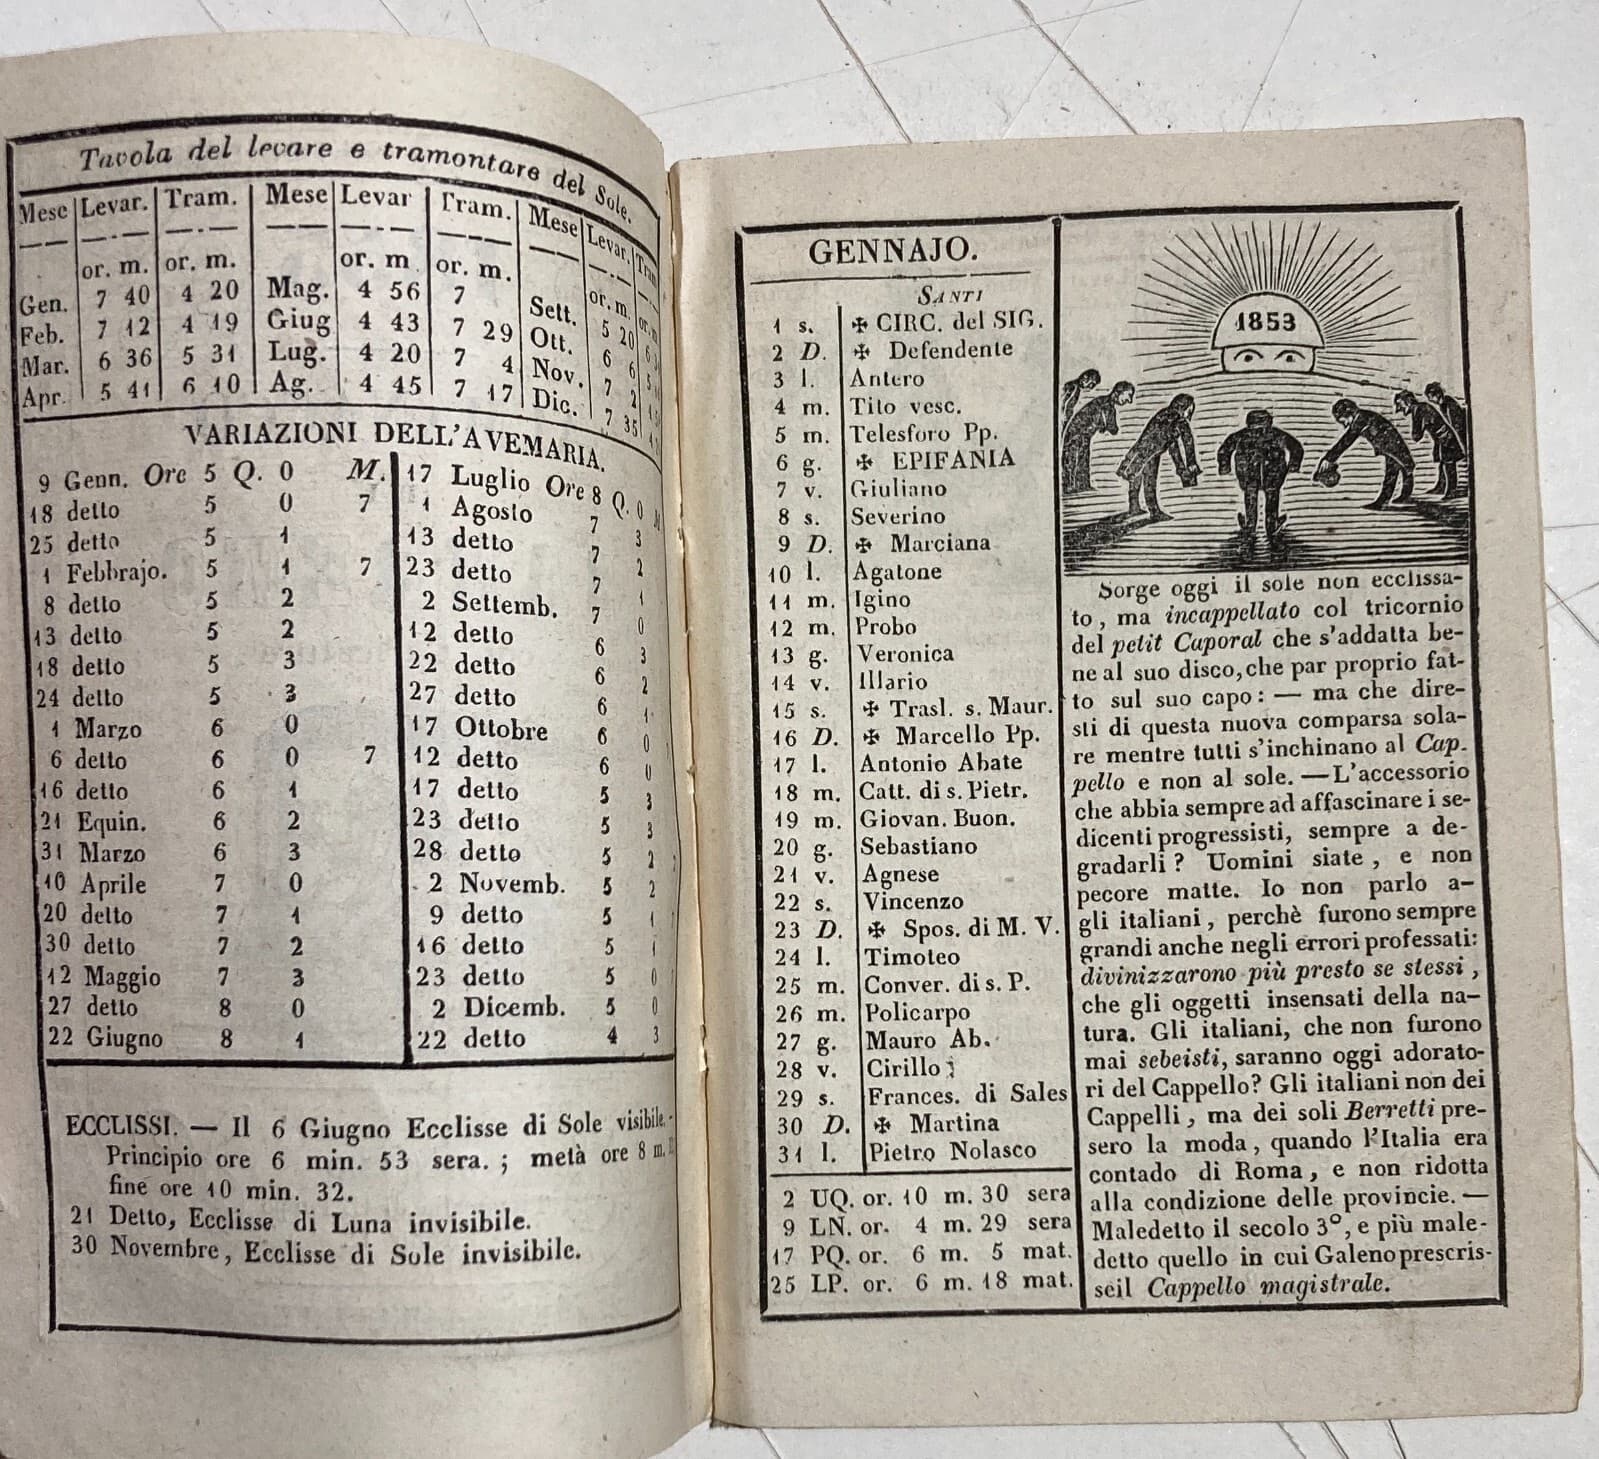 Tavola del levare e tramontare del Sole.
Mese Levar. Tram. Mese Levar Tram. Mese Levar. Tram
or. m. or. m. or. m or. m. or. m. or. m
Gen. 7 40 4 20 Mag. 4 56 7 Sett. 5 20 6
Feb. 7 12 4 19 Giug 4 43 7 29 Ott. 6 6 5
Mar. 6 36 5 31 Lug. 4 20 7 4 Nov. 7 2
Apr. 5 41 6 10 Ag. 4 45 7 17 Dic. 7 35
VARIAZIONI DELL'AVEMARIA.
9 Genn. Ore 5 Q. 0 M.
18 detto 5 0 7
25 detto 5 1
1 Febbrajo. 5 1 7
8 detto 5 2
13 detto 5 2
18 detto 5 3
24 detto 5 3
1 Marzo 6 0
6 detto 6 0 7
16 detto 6 1
21 Equin. 6 2
31 Marzo 6 3
10 Aprile 7 0
20 detto 7 1
30 detto 7 2
12 Maggio 7 3
27 detto 8 0
22 Giugno 8 1
17 Luglio Ore 8 Q. 0 M
1 Agosto 7 3
13 detto 7 2
23 detto 7 1
2 Settemb. 7 0
12 detto 6 3
22 detto 6 2
27 detto 6 1
17 Ottobre 6 0
12 detto 6 0
17 detto 5 3
23 detto 5 3
28 detto 5 2
2 Novemb. 5 2
9 detto 5 1
16 detto 5 1
23 detto 5 0
2 Dicemb. 5 0
22 detto 4 3
ECCLISSI. — Il 6 Giugno Ecclisse di Sole visibile.
Principio ore 6 min. 53 sera. ; metà ore 8 m.
fine ore 10 min. 32.
21 Detto, Ecclisse di Luna invisibile.
30 Novembre, Ecclisse di Sole invisibile.
GENNAJO.
SANTI
1 s. ✠ CIRC. del SIG.
2 D. ✠ Defendente
3 l. Antero
4 m. Tito vesc.
5 m. Telesforo Pp.
6 g. ✠ EPIFANIA
7 v. Giuliano
8 s. Severino
9 D. ✠ Marciana
10 l. Agatone
11 m. Igino
12 m. Probo
13 g. Veronica
14 v. Illario
15 s. ✠ Trasl. s. Maur.
16 D. ✠ Marcello Pp.
17 l. Antonio Abate
18 m. Catt. di s. Pietr.
19 m. Giovan. Buon.
20 g. Sebastiano
21 v. Agnese
22 s. Vincenzo
23 D. ✠ Spos. di M. V.
24 l. Timoteo
25 m. Conver. di s. P.
26 m. Policarpo
27 g. Mauro Ab.
28 v. Cirillo
29 s. Frances. di Sales
30 D. ✠ Martina
31 l. Pietro Nolasco
2 UQ. or. 10 m. 30 sera
9 LN. or. 4 m. 29 sera
17 PQ. or. 6 m. 5 mat.
25 LP. or. 6 m. 18 mat.
1853
Sorge oggi il sole non ecclissa-
to, ma incappellato col tricornio
del petit Caporal che s'addatta be-
ne al suo disco, che par proprio fat-
to sul suo capo: — ma che dire-
sti di questa nuova comparsa sola-
re mentre tutti s'inchinano al Cap-
pello e non al sole. — L'accessorio
che abbia sempre ad affascinare i se-
dicenti progressisti, sempre a de-
gradarli? Uomini siate, e non
pecore matte. Io non parlo a-
gli italiani, perchè furono sempre
grandi anche negli errori professati:
divinizzarono più presto se stessi,
che gli oggetti insensati della na-
tura. Gli italiani, che non furono
mai sebeisti, saranno oggi adorato-
ri del Cappello? Gli italiani non dei
Cappelli, ma dei soli Berretti pre-
sero la moda, quando l'Italia era
contado di Roma, e non ridotta
alla condizione delle provincie. —
Maledetto il secolo 3º, e più male-
detto quello in cui Galeno prescris-
seil Cappello magistrale.